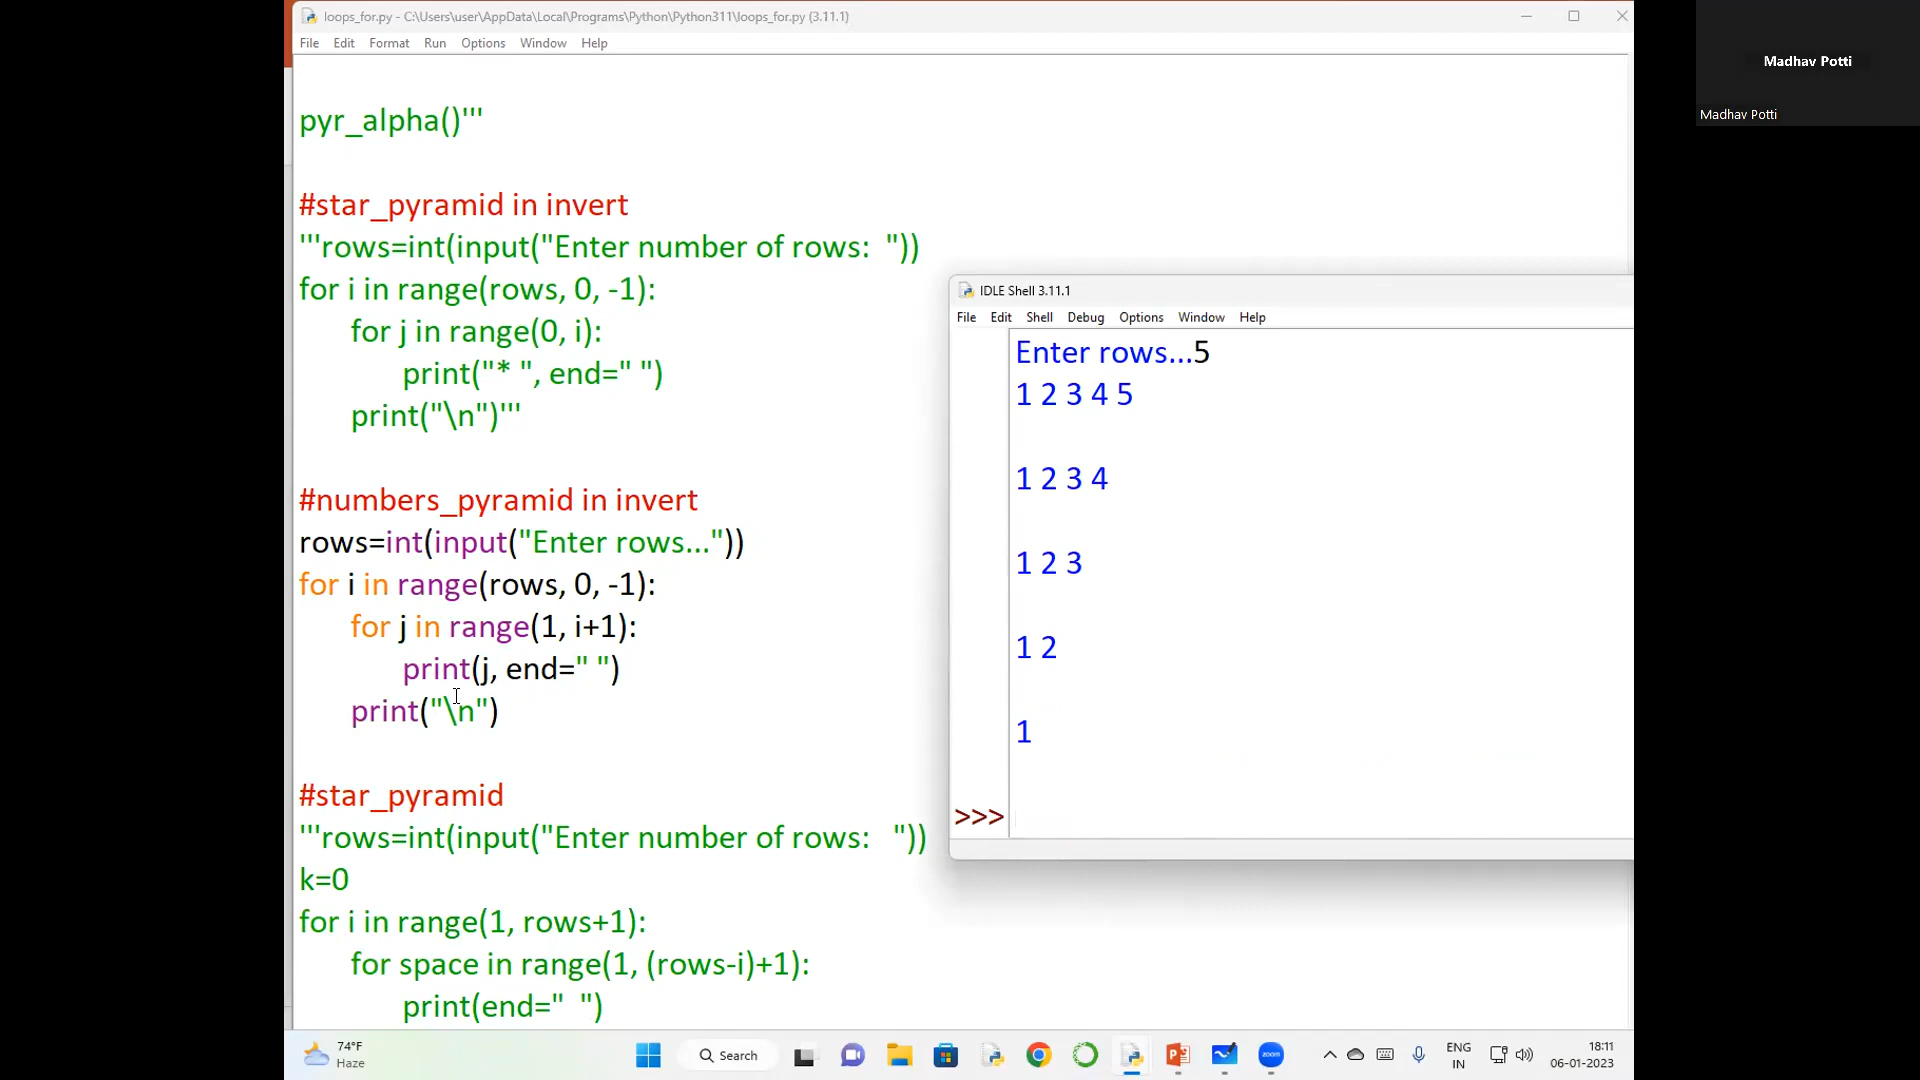 loops_for.py - C:\Users\user\AppData\Local\Programs\Python\Python311\loops_for.py (3.11.1)
File Edit Format Run Options Window Help
pyr_alpha()'''
#star_pyramid in invert
'''rows=int(input("Enter number of rows:  "))
for i in range(rows, 0, -1):
    for j in range(0, i):
        print("* ", end=" ")
    print("\n")'''
#numbers_pyramid in invert
rows=int(input("Enter rows..."))
for i in range(rows, 0, -1):
    for j in range(1, i+1):
        print(j, end=" ")
    print("\n")
#star_pyramid
'''rows=int(input("Enter number of rows:   "))
k=0
for i in range(1, rows+1):
    for space in range(1, (rows-i)+1):
        print(end="  ")
IDLE Shell 3.11.1
File Edit Shell Debug Options Window Help
Enter rows...5
1 2 3 4 5
1 2 3 4
1 2 3
1 2
1
>>>
Madhav Potti
Madhav Potti
74°F
Haze
Search
zoom
ENG
IN
18:11
06-01-2023